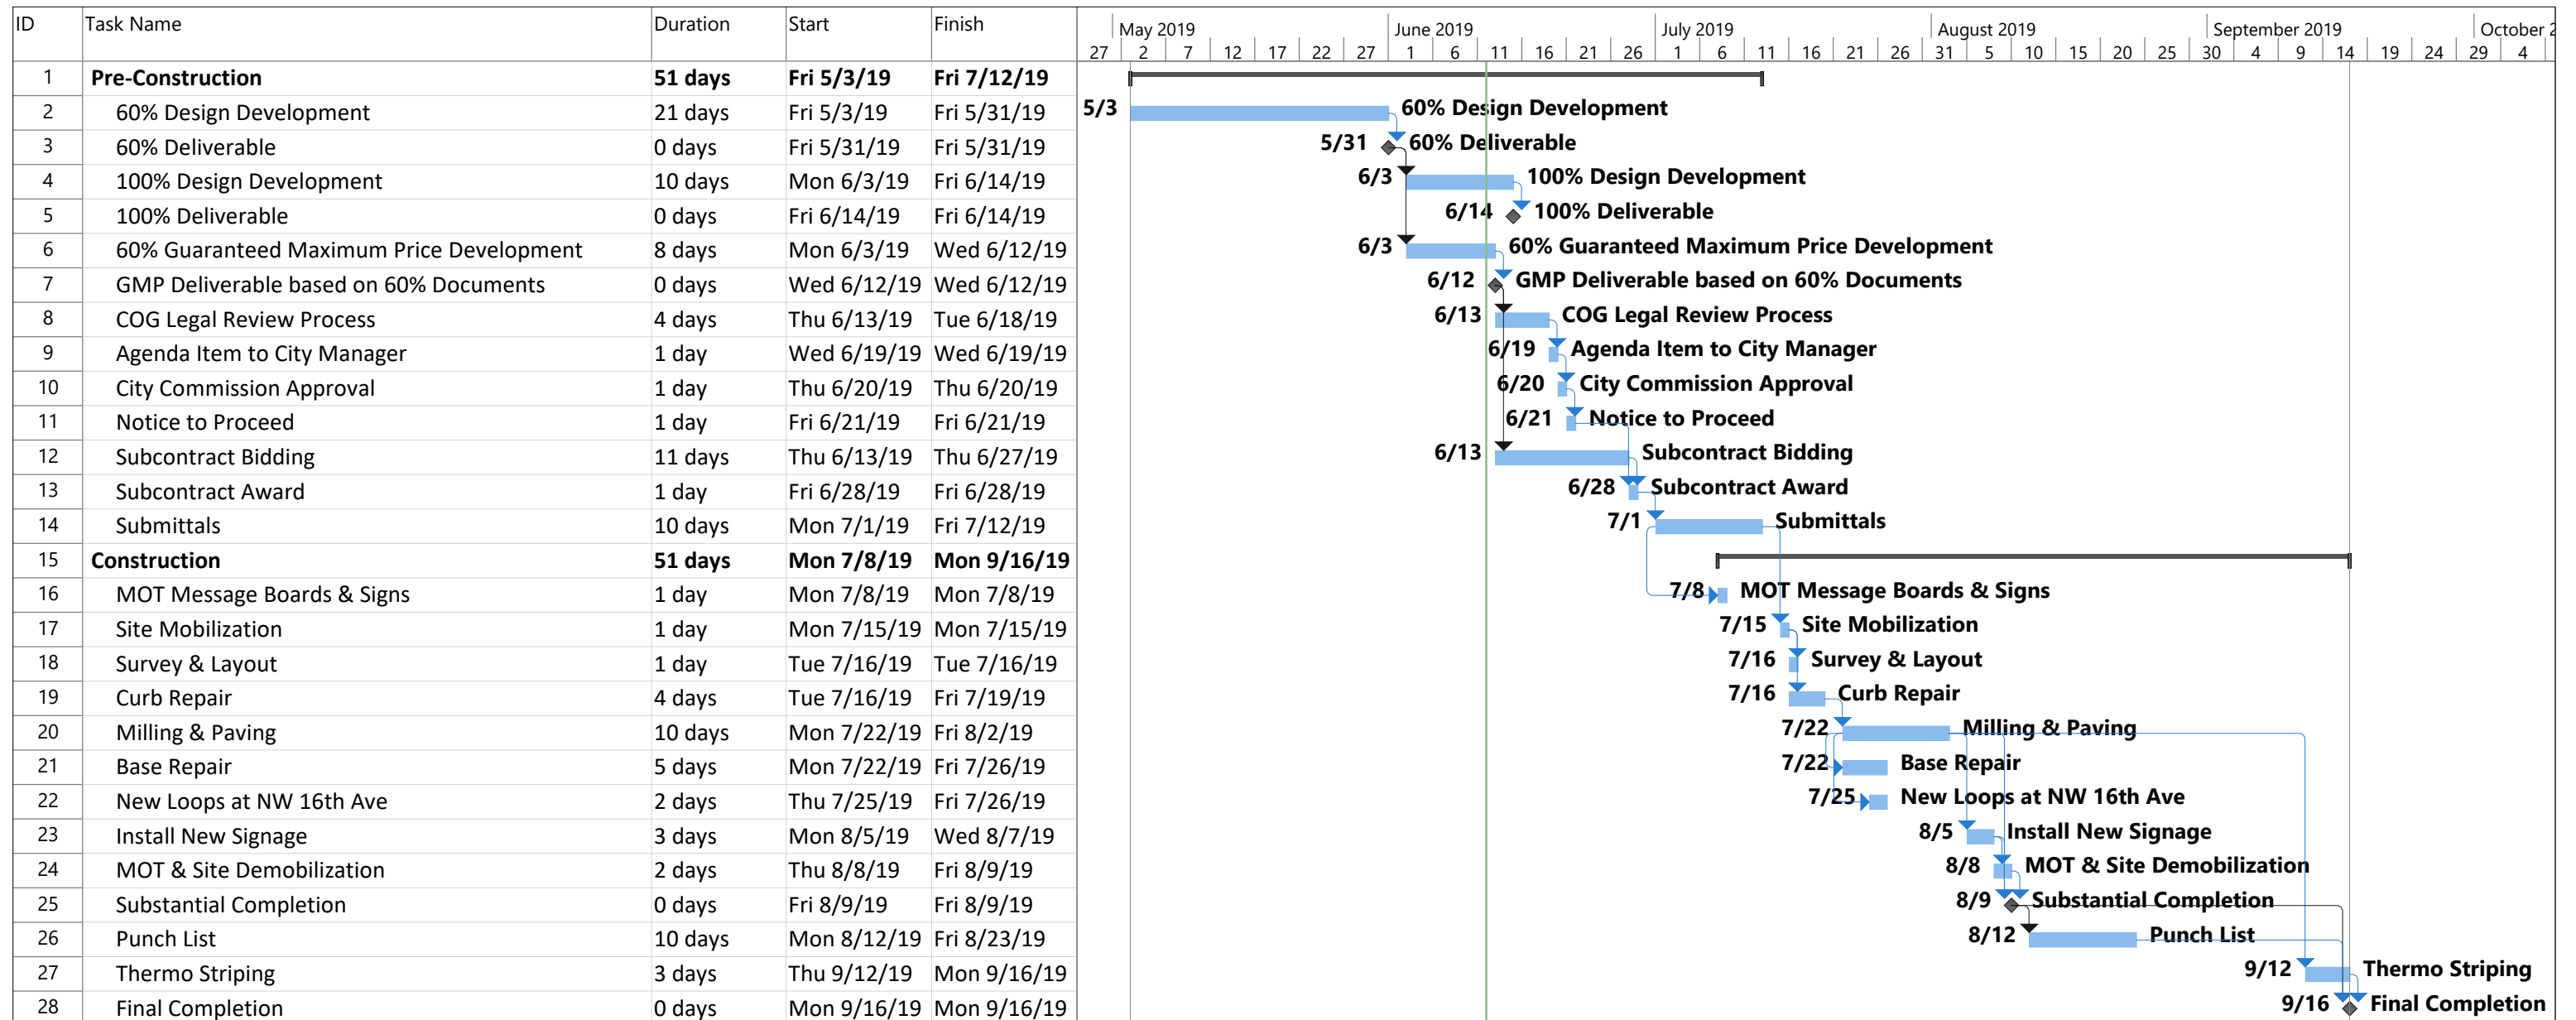 ID Task Name Duration Start Finish May 2019 June 2019 July 2019 August 2019 September 2019 October 2
27 2 7 12 17 22 27 1 6 11 16 21 26 1 6 11 16 21 26 31 5 10 15 20 25 30 4 9 14 19 24 29 4
1 Pre-Construction 51 days Fri 5/3/19 Fri 7/12/19
2 60% Design Development 21 days Fri 5/3/19 Fri 5/31/19 5/3 60% Design Development
3 60% Deliverable 0 days Fri 5/31/19 Fri 5/31/19 5/31 60% Deliverable
4 100% Design Development 10 days Mon 6/3/19 Fri 6/14/19 6/3 100% Design Development
5 100% Deliverable 0 days Fri 6/14/19 Fri 6/14/19 6/14 100% Deliverable
6 60% Guaranteed Maximum Price Development 8 days Mon 6/3/19 Wed 6/12/19 6/3 60% Guaranteed Maximum Price Development
7 GMP Deliverable based on 60% Documents 0 days Wed 6/12/19 Wed 6/12/19 6/12 GMP Deliverable based on 60% Documents
8 COG Legal Review Process 4 days Thu 6/13/19 Tue 6/18/19 6/13 COG Legal Review Process
9 Agenda Item to City Manager 1 day Wed 6/19/19 Wed 6/19/19 6/19 Agenda Item to City Manager
10 City Commission Approval 1 day Thu 6/20/19 Thu 6/20/19 6/20 City Commission Approval
11 Notice to Proceed 1 day Fri 6/21/19 Fri 6/21/19 6/21 Notice to Proceed
12 Subcontract Bidding 11 days Thu 6/13/19 Thu 6/27/19 6/13 Subcontract Bidding
13 Subcontract Award 1 day Fri 6/28/19 Fri 6/28/19 6/28 Subcontract Award
14 Submittals 10 days Mon 7/1/19 Fri 7/12/19 7/1 Submittals
15 Construction 51 days Mon 7/8/19 Mon 9/16/19
16 MOT Message Boards & Signs 1 day Mon 7/8/19 Mon 7/8/19 7/8 MOT Message Boards & Signs
17 Site Mobilization 1 day Mon 7/15/19 Mon 7/15/19 7/15 Site Mobilization
18 Survey & Layout 1 day Tue 7/16/19 Tue 7/16/19 7/16 Survey & Layout
19 Curb Repair 4 days Tue 7/16/19 Fri 7/19/19 7/16 Curb Repair
20 Milling & Paving 10 days Mon 7/22/19 Fri 8/2/19 7/22 Milling & Paving
21 Base Repair 5 days Mon 7/22/19 Fri 7/26/19 7/22 Base Repair
22 New Loops at NW 16th Ave 2 days Thu 7/25/19 Fri 7/26/19 7/25 New Loops at NW 16th Ave
23 Install New Signage 3 days Mon 8/5/19 Wed 8/7/19 8/5 Install New Signage
24 MOT & Site Demobilization 2 days Thu 8/8/19 Fri 8/9/19 8/8 MOT & Site Demobilization
25 Substantial Completion 0 days Fri 8/9/19 Fri 8/9/19 8/9 Substantial Completion
26 Punch List 10 days Mon 8/12/19 Fri 8/23/19 8/12 Punch List
27 Thermo Striping 3 days Thu 9/12/19 Mon 9/16/19 9/12 Thermo Striping
28 Final Completion 0 days Mon 9/16/19 Mon 9/16/19 9/16 Final Completion